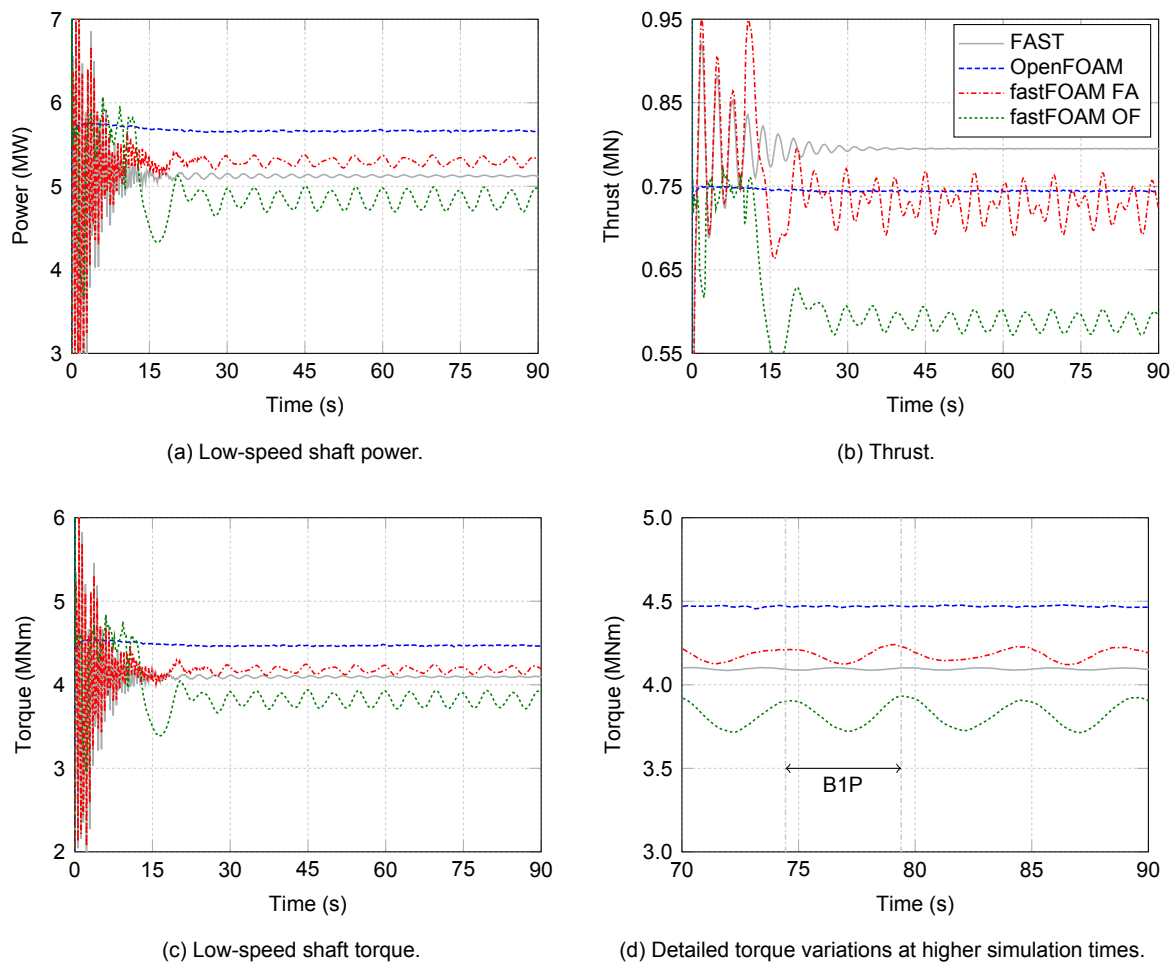 7
6
5
4
3
Power (MW)
0 15 30 45 60 75 90
Time (s)
(a) Low-speed shaft power.
0.95
0.85
0.75
0.65
0.55
Thrust (MN)
FAST
OpenFOAM
fastFOAM FA
fastFOAM OF
0 15 30 45 60 75 90
Time (s)
(b) Thrust.
6
5
4
3
2
Torque (MNm)
0 15 30 45 60 75 90
Time (s)
(c) Low-speed shaft torque.
5.0
4.5
4.0
3.5
3.0
Torque (MNm)
B1P
70 75 80 85 90
Time (s)
(d) Detailed torque variations at higher simulation times.